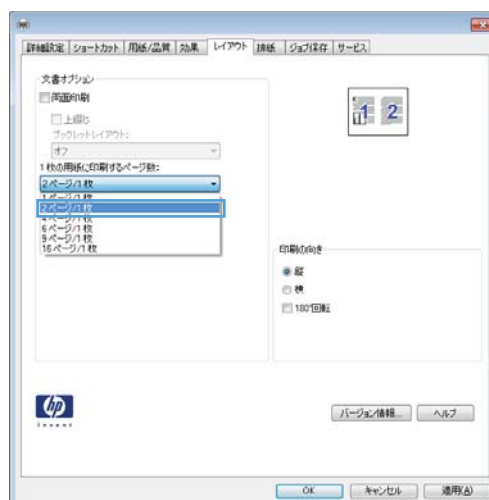 詳細設定 ショートカット 用紙/品質 効果 レイアウト 排紙 ジョブ保存 サービス
文書オプション
両面印刷
上綴じ
ブックレットレイアウト:
オフ
1 枚の用紙に印刷するページ数:
2 ページ/1 枚
1 ページ/1 枚
2 ページ/1 枚
4 ページ/1 枚
6 ページ/1 枚
9 ページ/1 枚
16 ページ/1 枚
1 2
印刷の向き
縦
横
180°回転
hp
invent
バージョン情報... ヘルプ
OK キャンセル 適用(A)